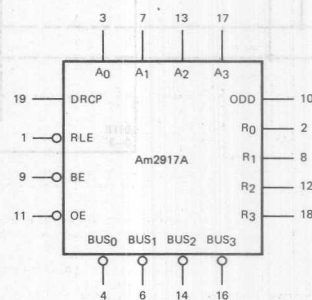 3 7 13 17
A0 A1 A2 A3
19 DRCP ODD 10
R0 2
1 RLE
R1 8
Am2917A
9 BE
R2 12
11 OE
R3 18
BUS0 BUS1 BUS2 BUS3
4 6 14 16